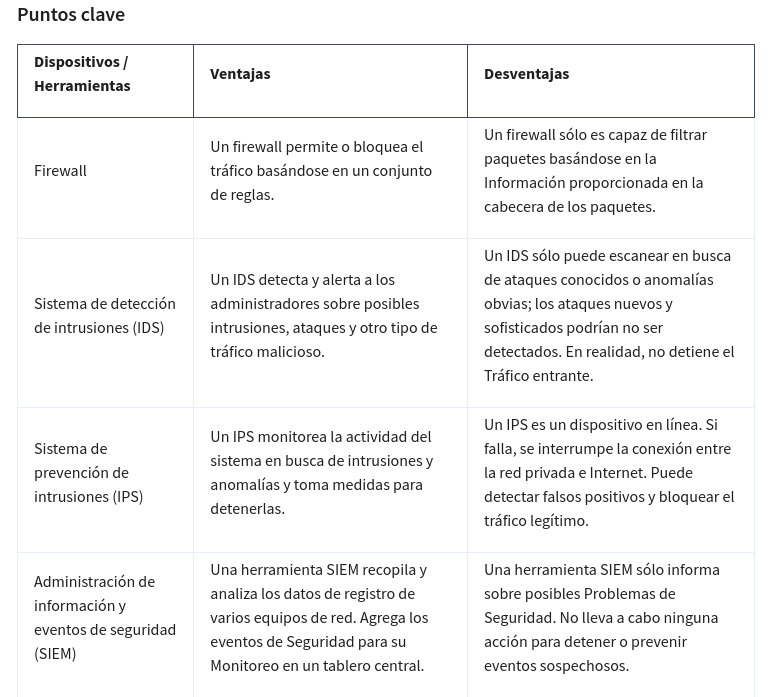 Puntos clave
Dispositivos /
Herramientas
Ventajas
Desventajas
Firewall
Un firewall permite o bloquea el
tráfico basándose en un conjunto
de reglas.
Un firewall sólo es capaz de filtrar
paquetes basándose en la
Información proporcionada en la
cabecera de los paquetes.
Sistema de detección
de intrusiones (IDS)
Un IDS detecta y alerta a los
administradores sobre posibles
intrusiones, ataques y otro tipo de
tráfico malicioso.
Un IDS sólo puede escanear en busca
de ataques conocidos o anomalías
obvias; los ataques nuevos y
sofisticados podrían no ser
detectados. En realidad, no detiene el
Tráfico entrante.
Sistema de
prevención de
intrusiones (IPS)
Un IPS monitorea la actividad del
sistema en busca de intrusiones y
anomalías y toma medidas para
detenerlas.
Un IPS es un dispositivo en línea. Si
falla, se interrumpe la conexión entre
la red privada e Internet. Puede
detectar falsos positivos y bloquear el
tráfico legítimo.
Administración de
información y
eventos de seguridad
(SIEM)
Una herramienta SIEM recopila y
analiza los datos de registro de
varios equipos de red. Agrega los
eventos de Seguridad para su
Monitoreo en un tablero central.
Una herramienta SIEM sólo informa
sobre posibles Problemas de
Seguridad. No lleva a cabo ninguna
acción para detener o prevenir
eventos sospechosos.